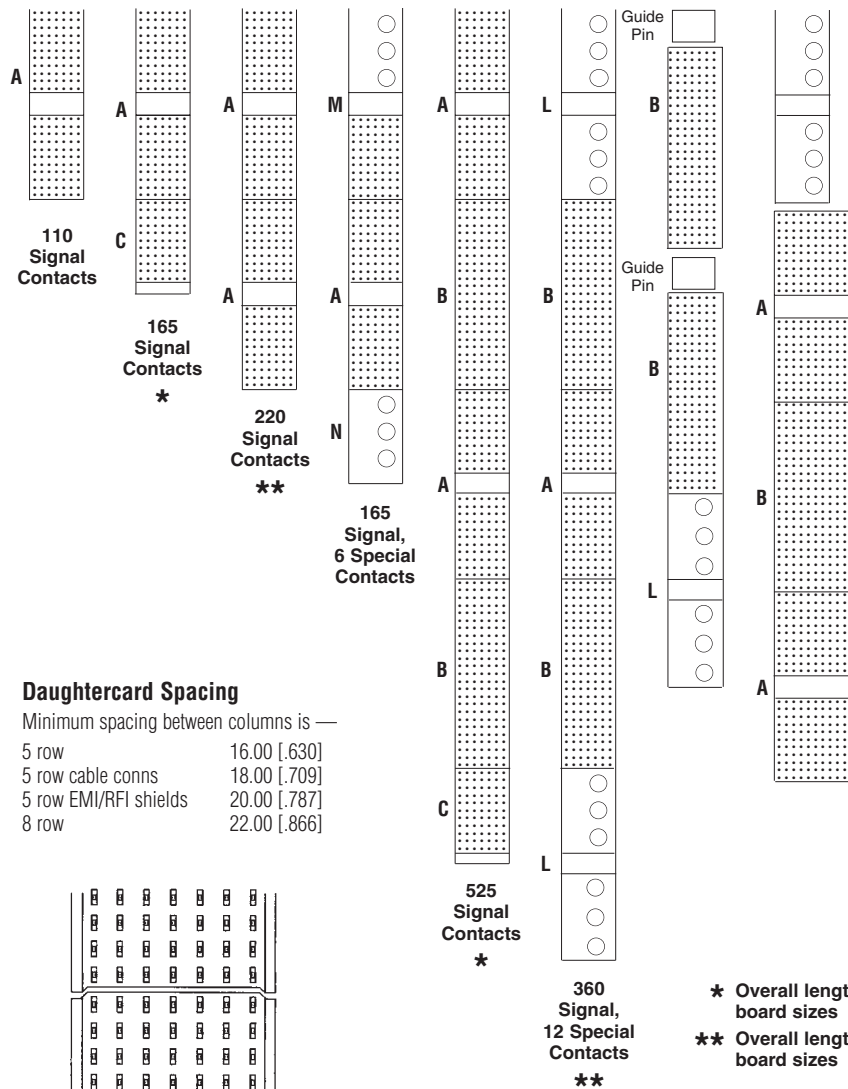 A
110
Signal
Contacts
A
C
165
Signal
Contacts
*
A
A
220
Signal
Contacts
**
M
A
N
165
Signal,
6 Special
Contacts
A
B
A
B
C
525
Signal
Contacts
*
L
B
A
B
L
360
Signal,
12 Special
Contacts
**
Guide
Pin
B
Guide
Pin
B
L
A
B
A
Daughtercard Spacing
Minimum spacing between columns is —
5 row 16.00 [.630]
5 row cable conns 18.00 [.709]
5 row EMI/RFI shields 20.00 [.787]
8 row 22.00 [.866]
* Overall lengt
board sizes
** Overall lengt
board sizes